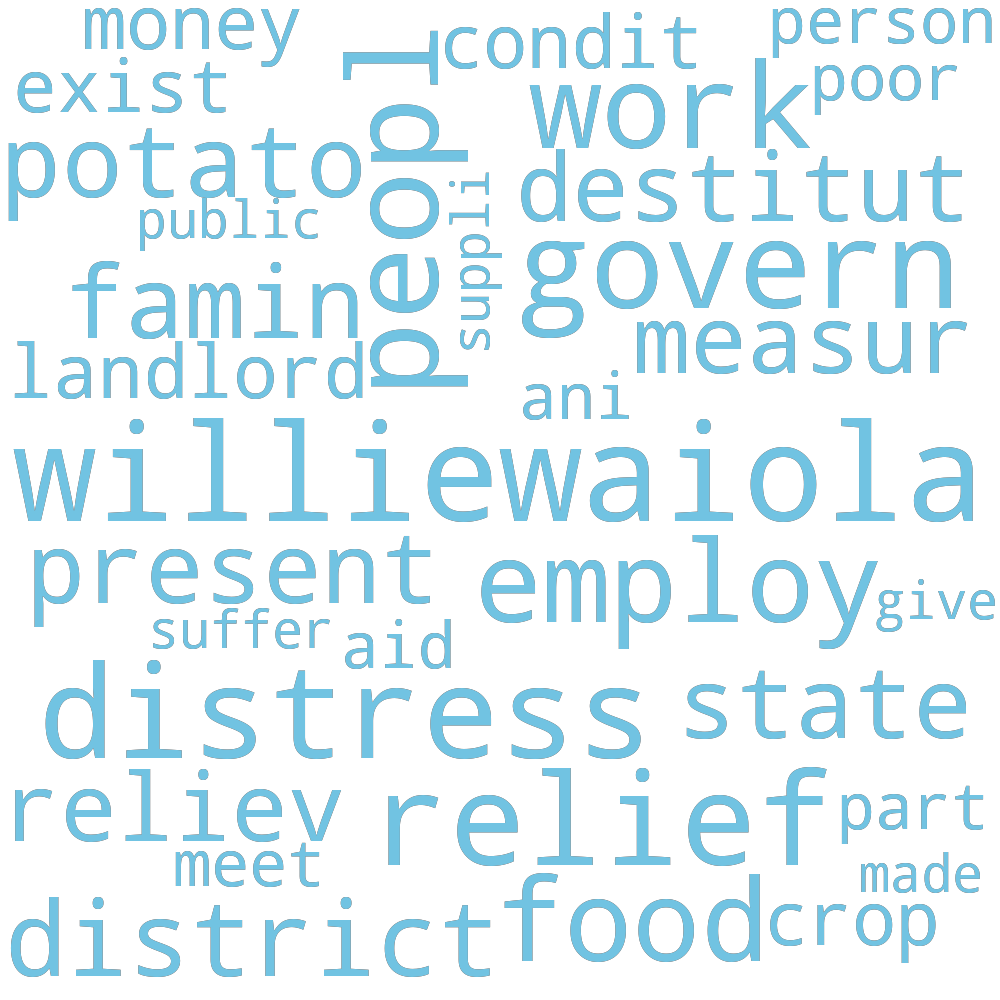 money
condit
person
exist
poor
work
peopl
potato
destitut
suppli
public
govern
famin
measur
landlord
ani
williewaiola
present
employ
give
suffer
aid
distress
state
reliev
relief
part
meet
made
district
food
crop